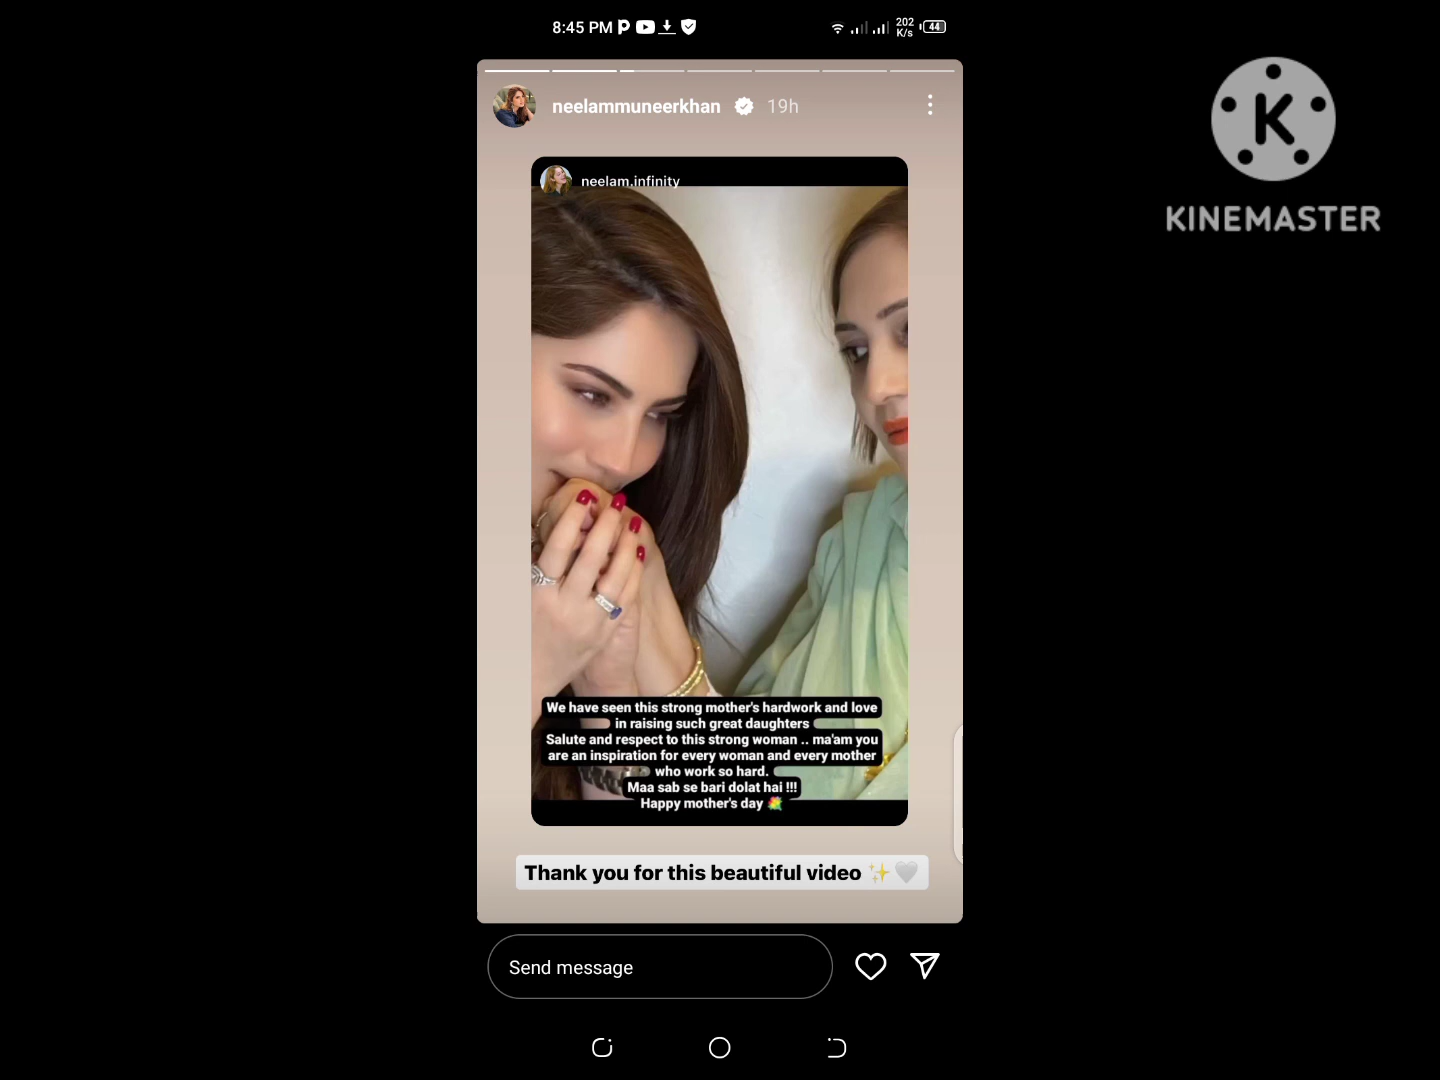 8:45 PM
202
K/s
44
neelammuneerkhan 19h
K
KINEMASTER
neelam.infinity
We have seen this strong mother's hardwork and love
in raising such great daughters
Salute and respect to this strong woman .. ma'am you
are an inspiration for every woman and every mother
who work so hard.
Maa sab se bari dolat hai !!!
Happy mother's day 💐
Thank you for this beautiful video ✨🤍
Send message